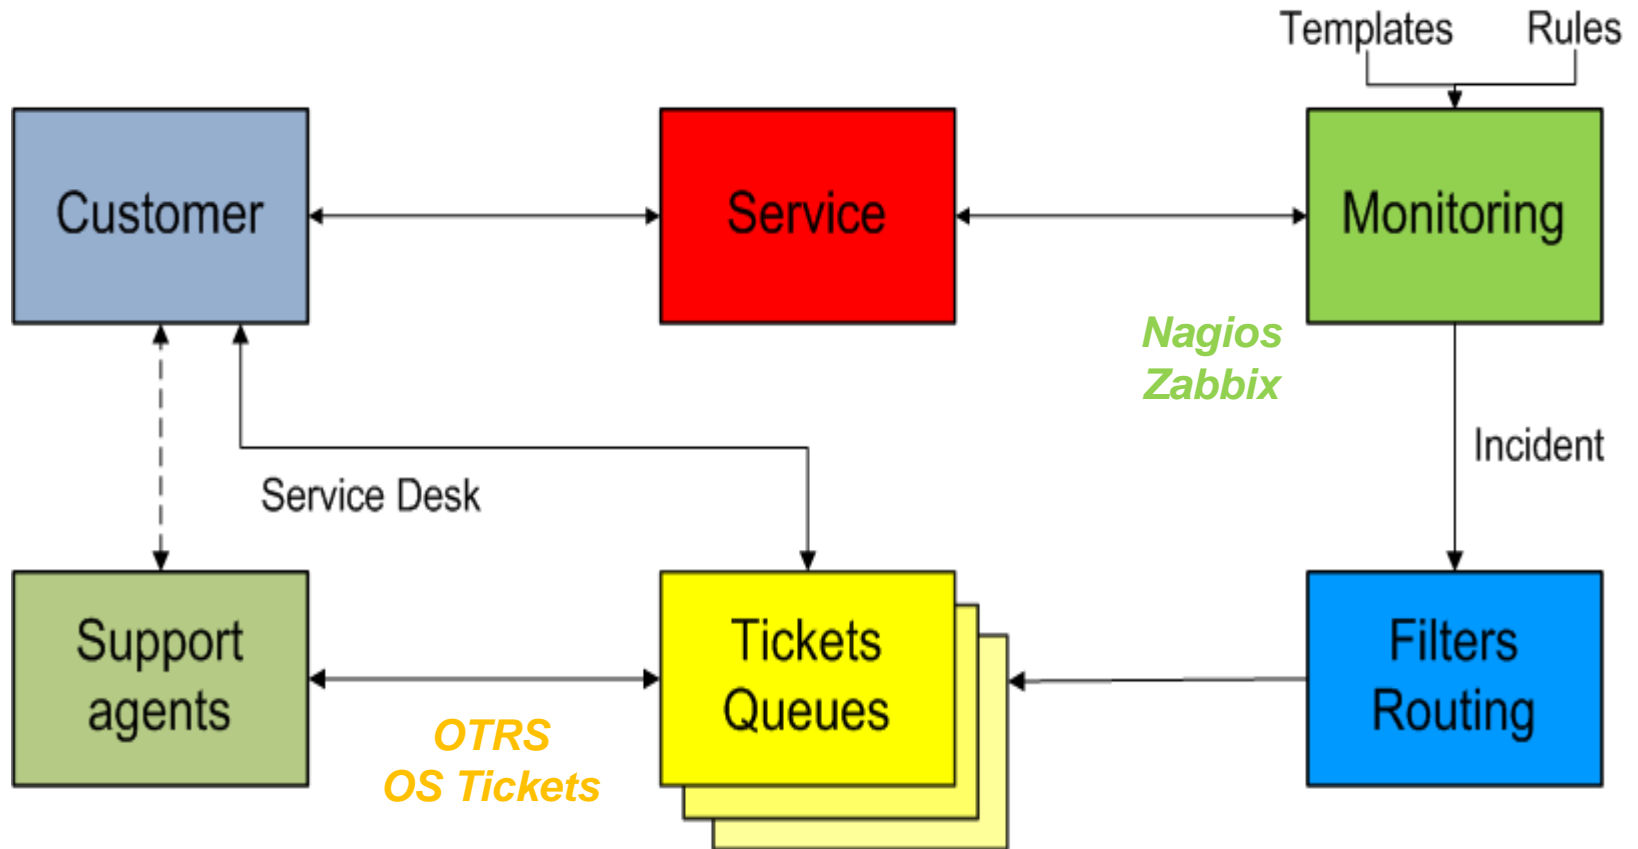 Templates Rules
Customer
Service
Monitoring
Nagios
Zabbix
Incident
Service Desk
Support
agents
Tickets
Queues
Filters
Routing
OTRS
OS Tickets